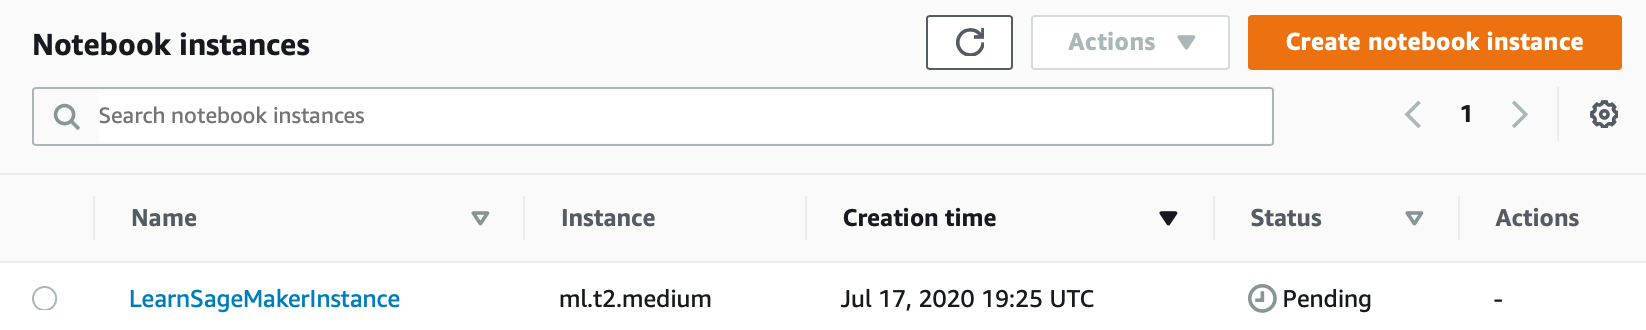 Notebook instances Actions Create notebook instance
Search notebook instances 1
Name Instance Creation time Status Actions
LearnSageMakerInstance ml.t2.medium Jul 17, 2020 19:25 UTC Pending -